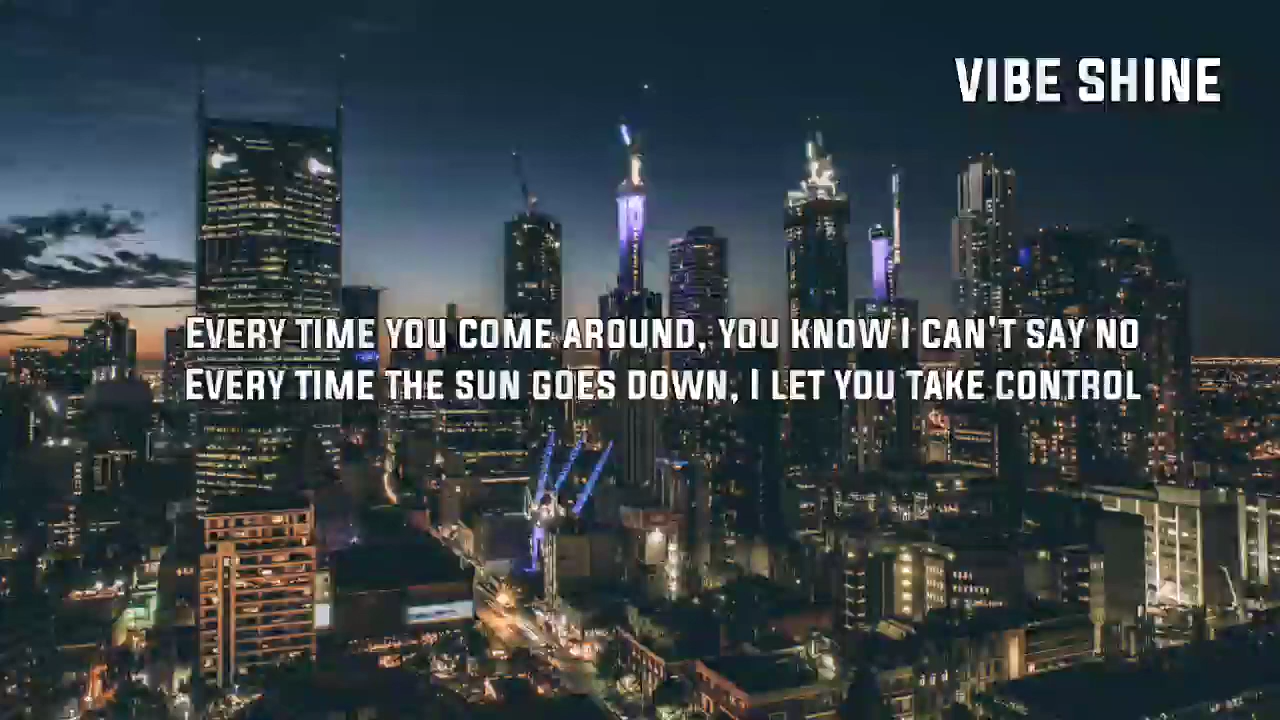 VIBE SHINE
EVERY TIME YOU COME AROUND, YOU KNOW I CAN'T SAY NO
EVERY TIME THE SUN GOES DOWN, I LET YOU TAKE CONTROL